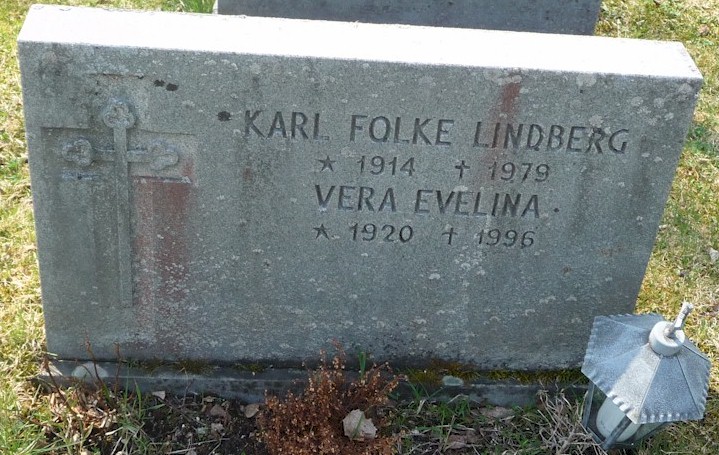 KARL FOLKE LINDBERG
★ 1914 † 1979
VERA EVELINA
★ 1920 † 1996